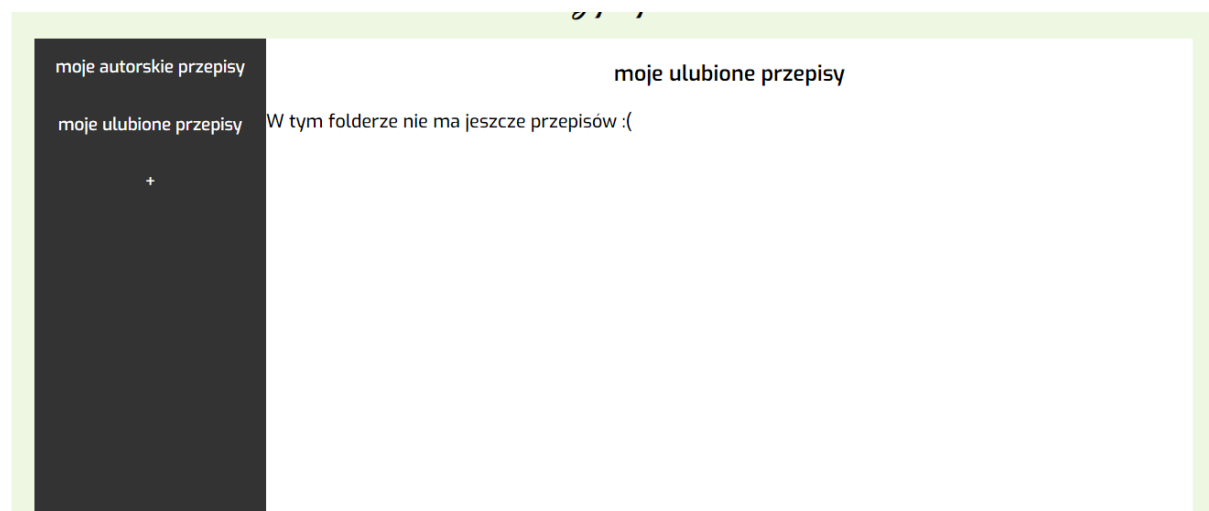 moje autorskie przepisy
moje ulubione przepisy
+
moje ulubione przepisy
W tym folderze nie ma jeszcze przepisów :(